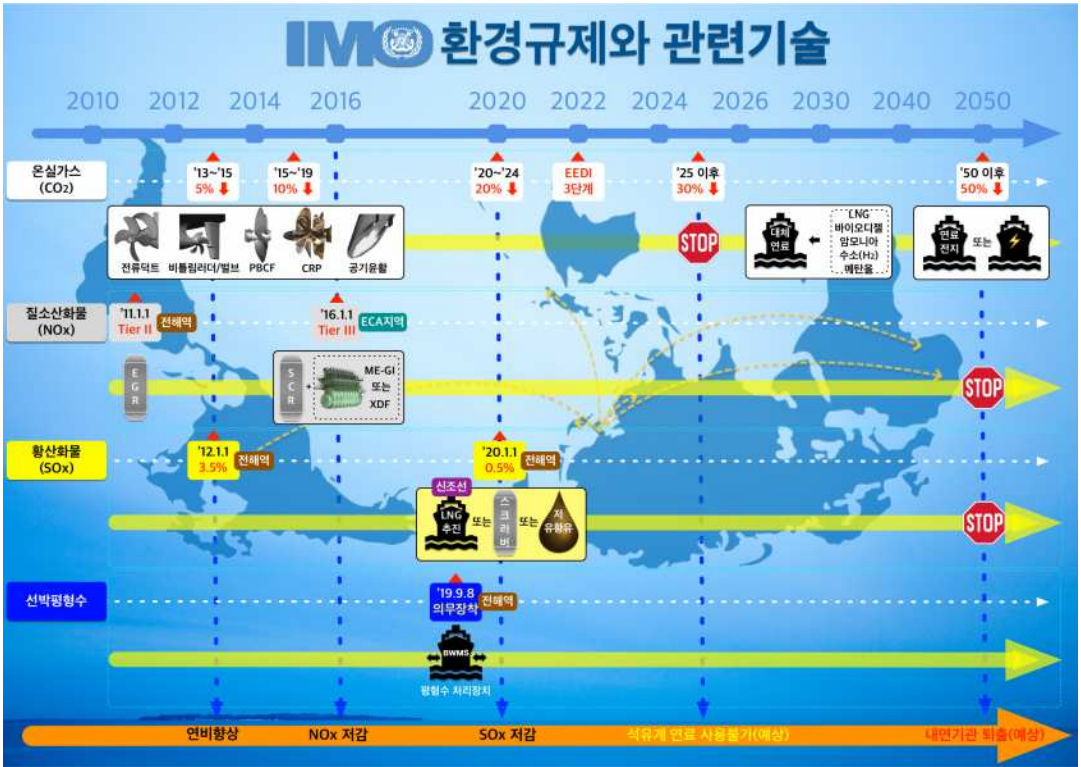 IMO 환경규제와 관련기술
2010 2012 2014 2016 2020 2022 2024 2026 2030 2040 2050
온실가스
(CO₂)
'13~'15
5%
'15~'19
10%
'20~'24
20%
EEDI
3단계
'25 이후
30%
'50 이후
50%
전류덕트
비틀림러더/벌브
PBCF
CRP
공기윤활
STOP
대체
연료
LNG
바이오디젤
암모니아
수소(H₂)
메탄올
연료
전지
또는
질소산화물
(NOx)
'11.1.1
Tier II
전해역
'16.1.1
Tier III
ECA지역
EGR
SCR
+
ME-GI
또는
XDF
STOP
황산화물
(SOx)
'12.1.1
3.5%
전해역
'20.1.1
0.5%
전해역
신조선
LNG
추진
또는
스크러버
또는
저
유황유
STOP
선박평형수
'19.9.8
의무장착
전해역
BWMS
평형수 처리장치
연비향상
NOx 저감
SOx 저감
석유계 연료 사용불가(예상)
내연기관 퇴출(예상)